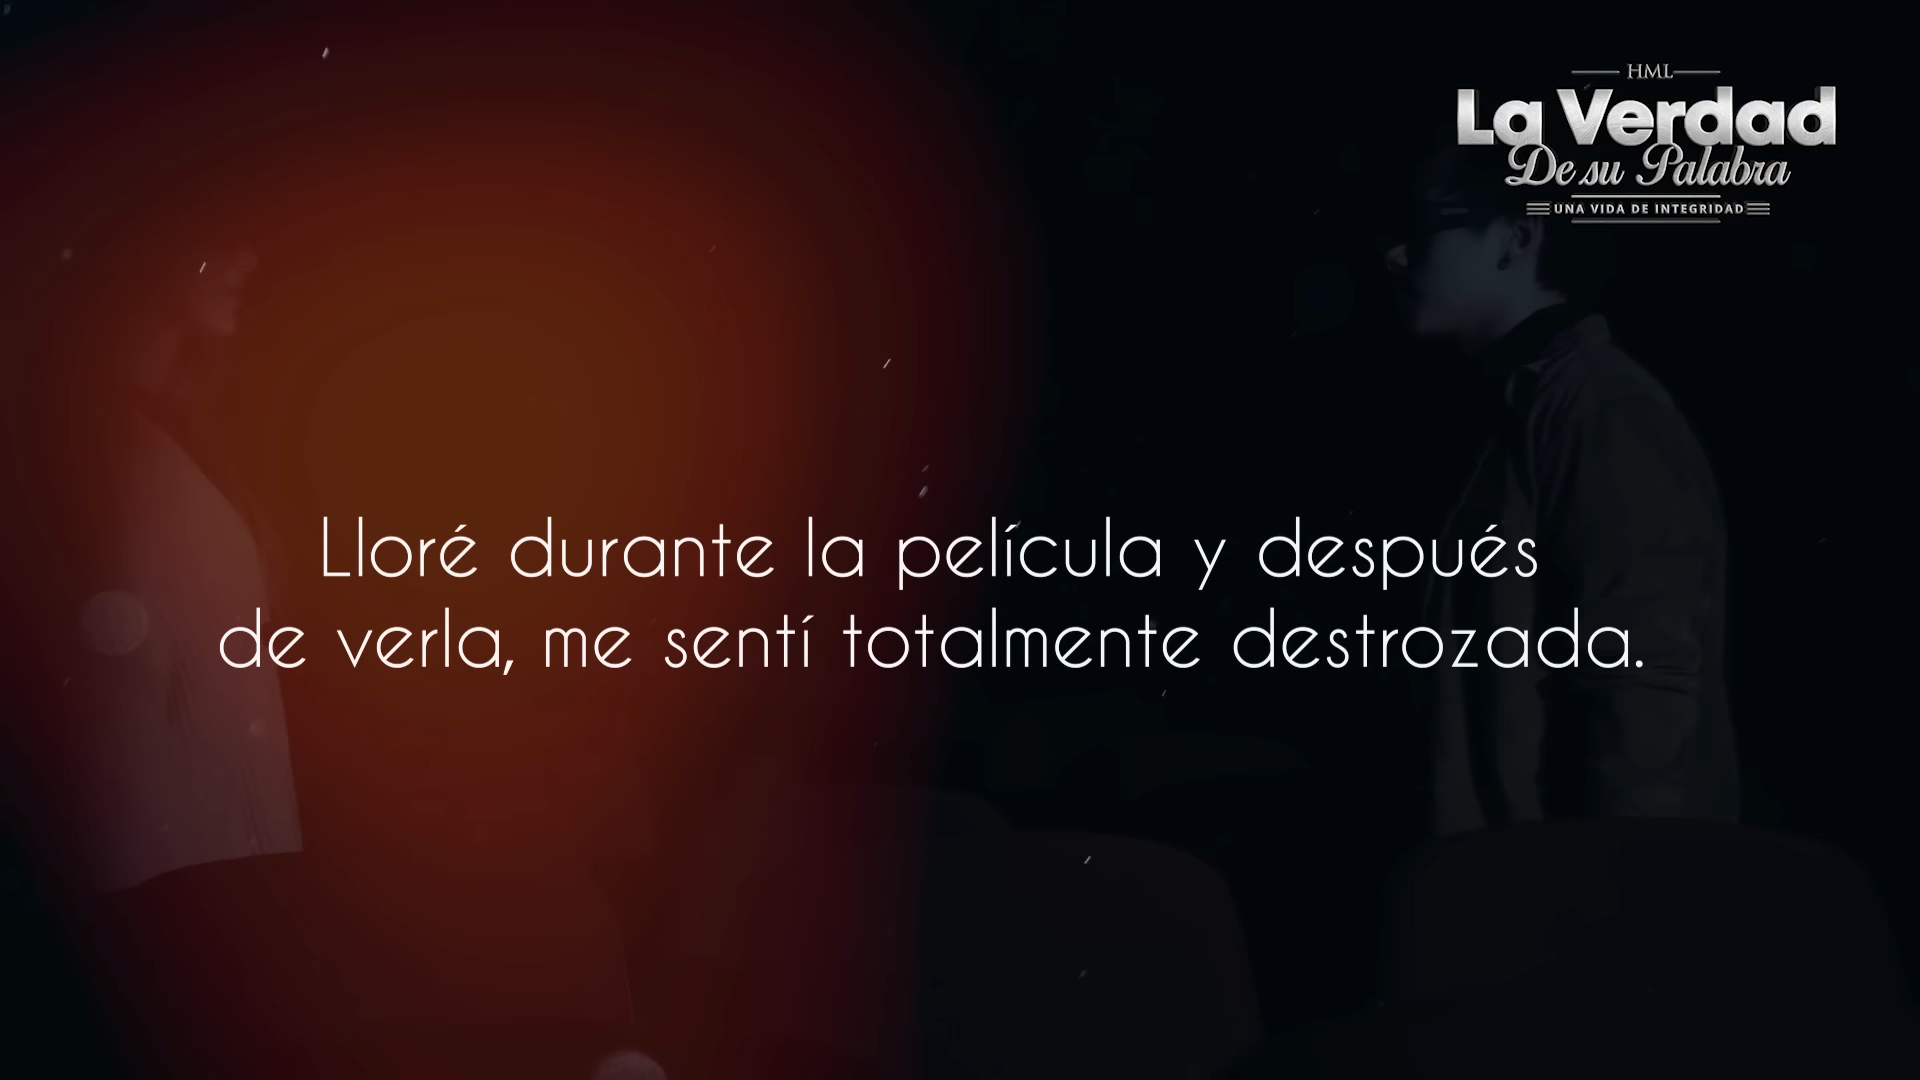 HML
La Verdad
De su Palabra
UNA VIDA DE INTEGRIDAD
Lloré durante la película y después
de verla, me sentí totalmente destrozada.